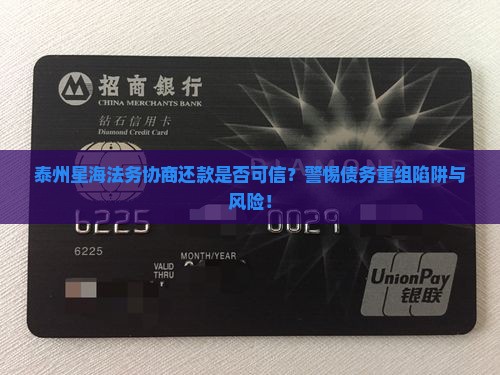 招商銀行
CHINA MERCHANTS BANK
钻石信用卡
Diamond Credit Card
DIAMOND
泰州星海法务协商还款是否可信？警惕债务重组陷阱与
风险！
6225 0029
6225
MONTH/YEAR
VALID
THRU
UnionPay
银联